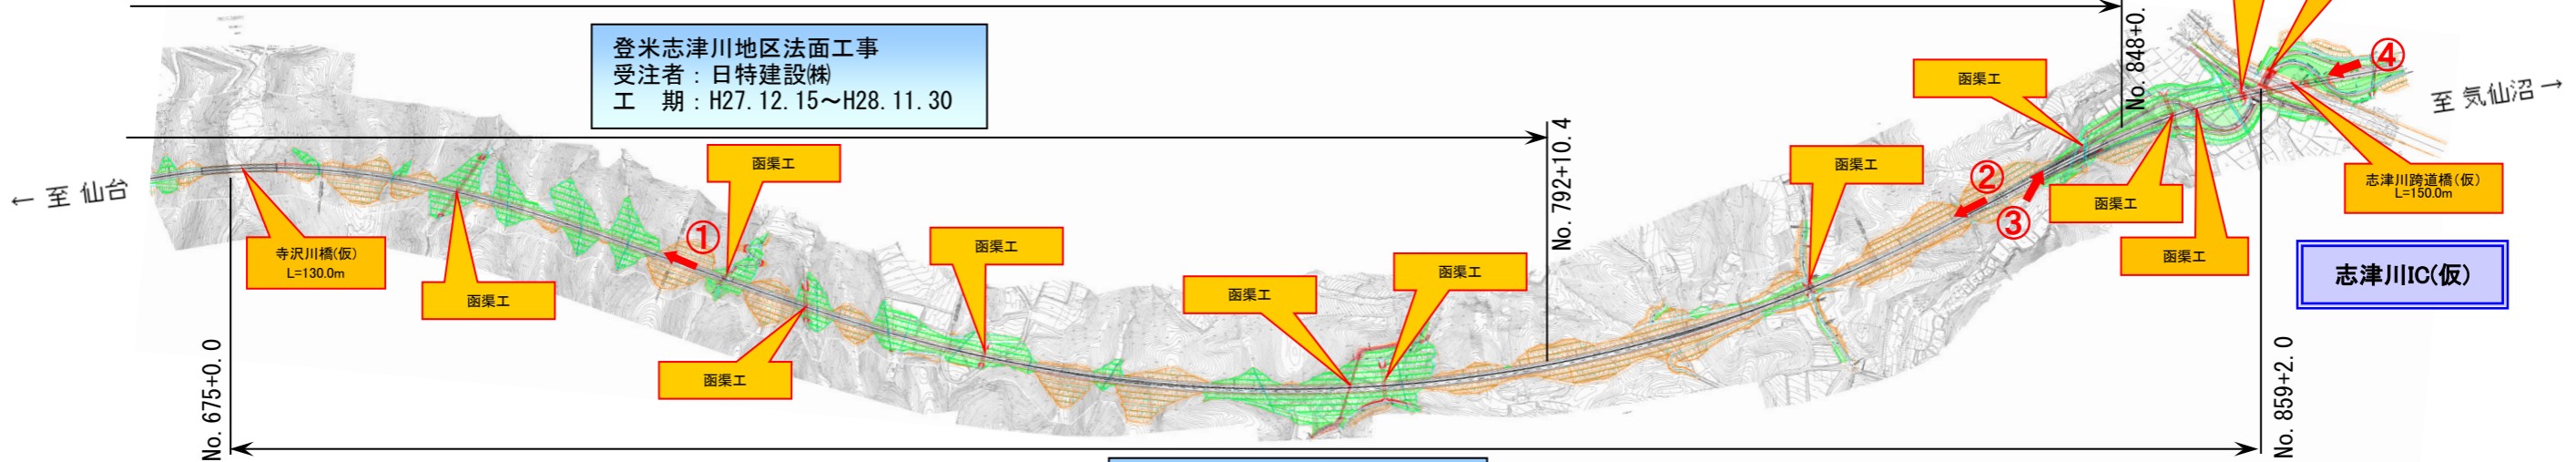 登米志津川地区法面工事
受注者：日特建設㈱
工　期：H27.12.15～H28.11.30
No. 848+0.
④
至 気仙沼 →
函渠工
No. 792+10. 4
函渠工
函渠工
②
③
函渠工
志津川跨道橋(仮)
L=150.0m
← 至 仙台
①
函渠工
函渠工
寺沢川橋(仮)
L=130.0m
函渠工
函渠工
函渠工
函渠工
志津川IC(仮)
函渠工
No. 675+0. 0
No. 859+2. 0